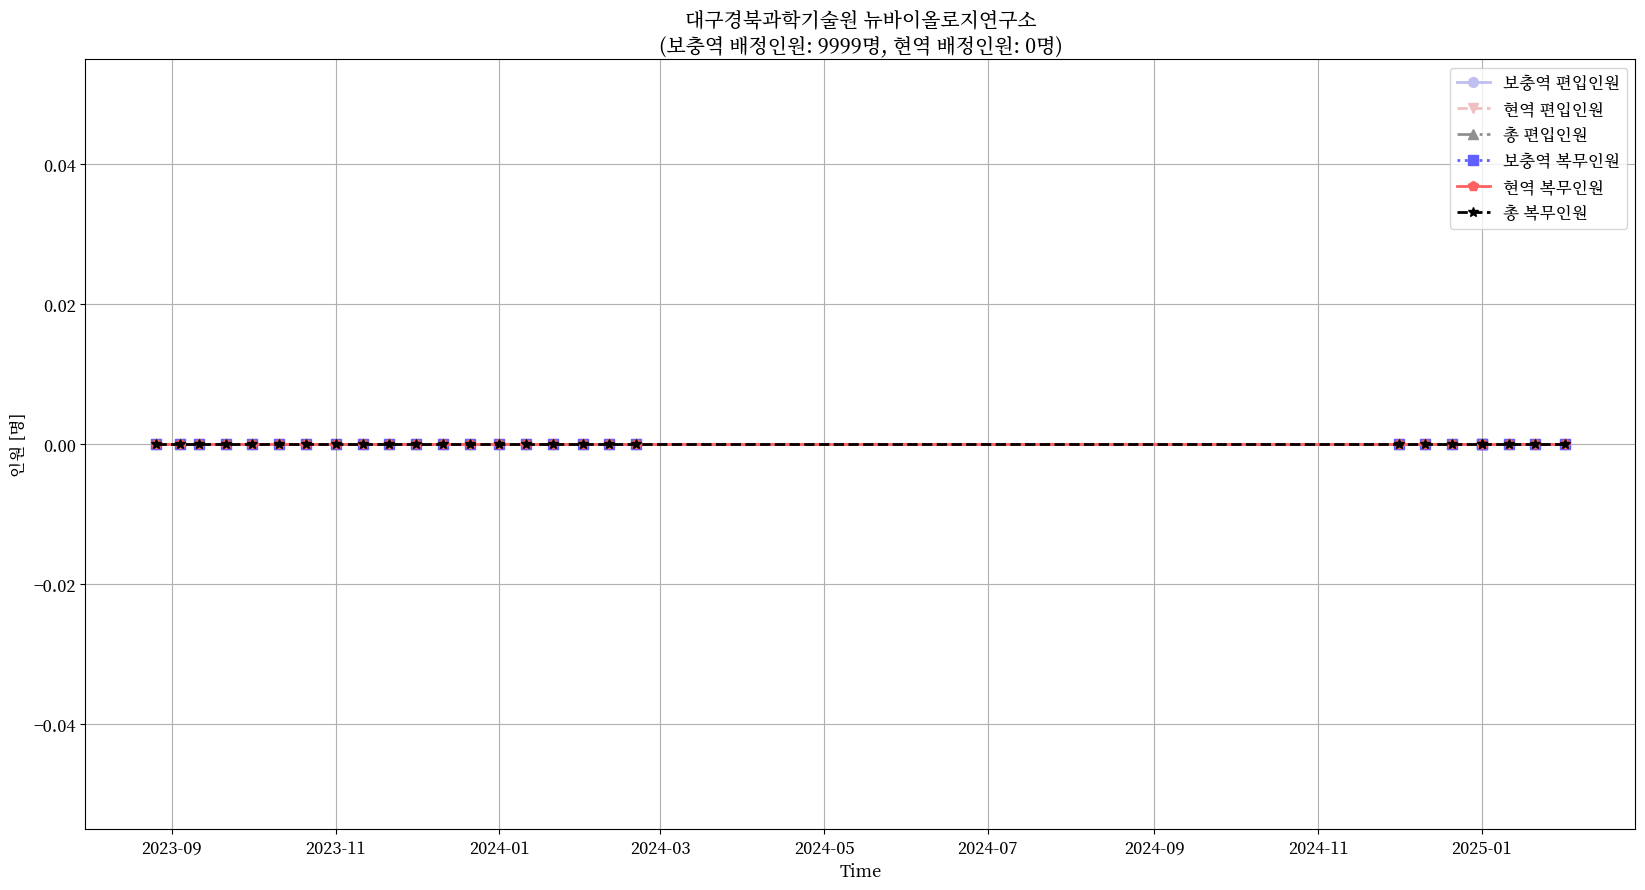 대구경북과학기술원 뉴바이올로지연구소
(보충역 배정인원: 9999명, 현역 배정인원: 0명)
보충역 편입인원
현역 편입인원
총 편입인원
보충역 복무인원
현역 복무인원
총 복무인원
인원 [명]
0.04
0.02
0.00
−0.02
−0.04
2023-09
2023-11
2024-01
2024-03
2024-05
2024-07
2024-09
2024-11
2025-01
Time